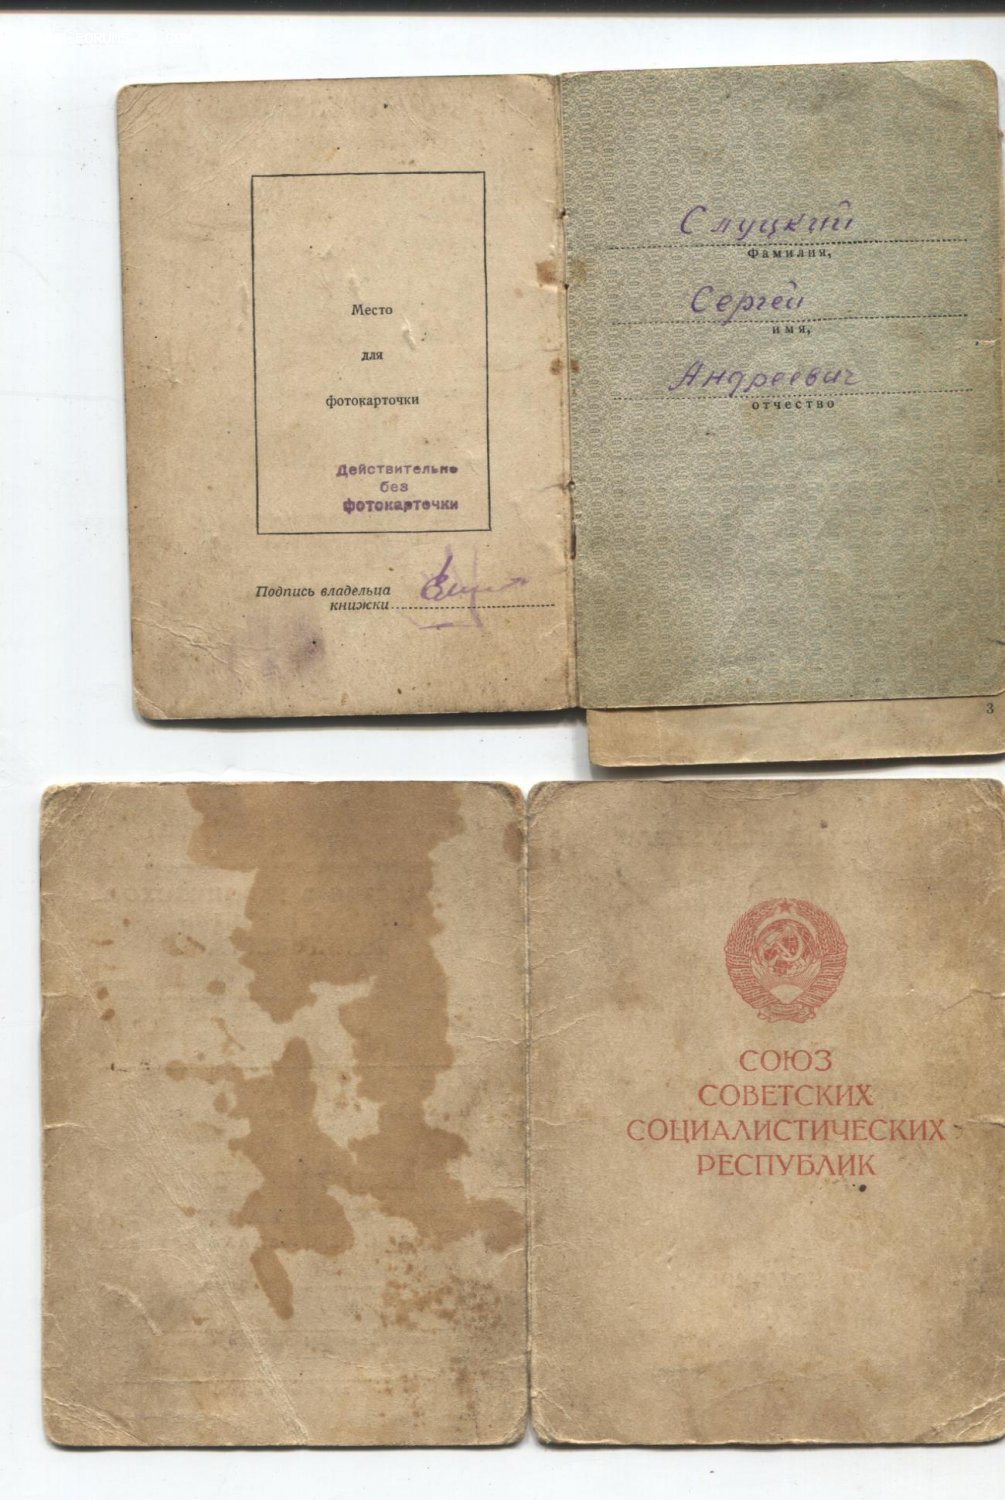 Место
для
фотокарточки
Действительно
без
фотокарточки
Подпись владельца
книжки
Слуцкий
Фамилия,
Сергей
имя,
Андреевич
отчество
3
СОЮЗ
СОВЕТСКИХ
СОЦИАЛИСТИЧЕСКИХ
РЕСПУБЛИК